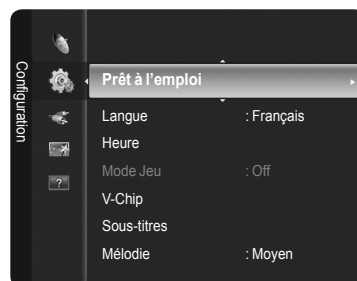 Configuration
Prêt à l’emploi
Langue : Français
Heure
Mode Jeu : Off
V-Chip
Sous-titres
Mélodie : Moyen
?